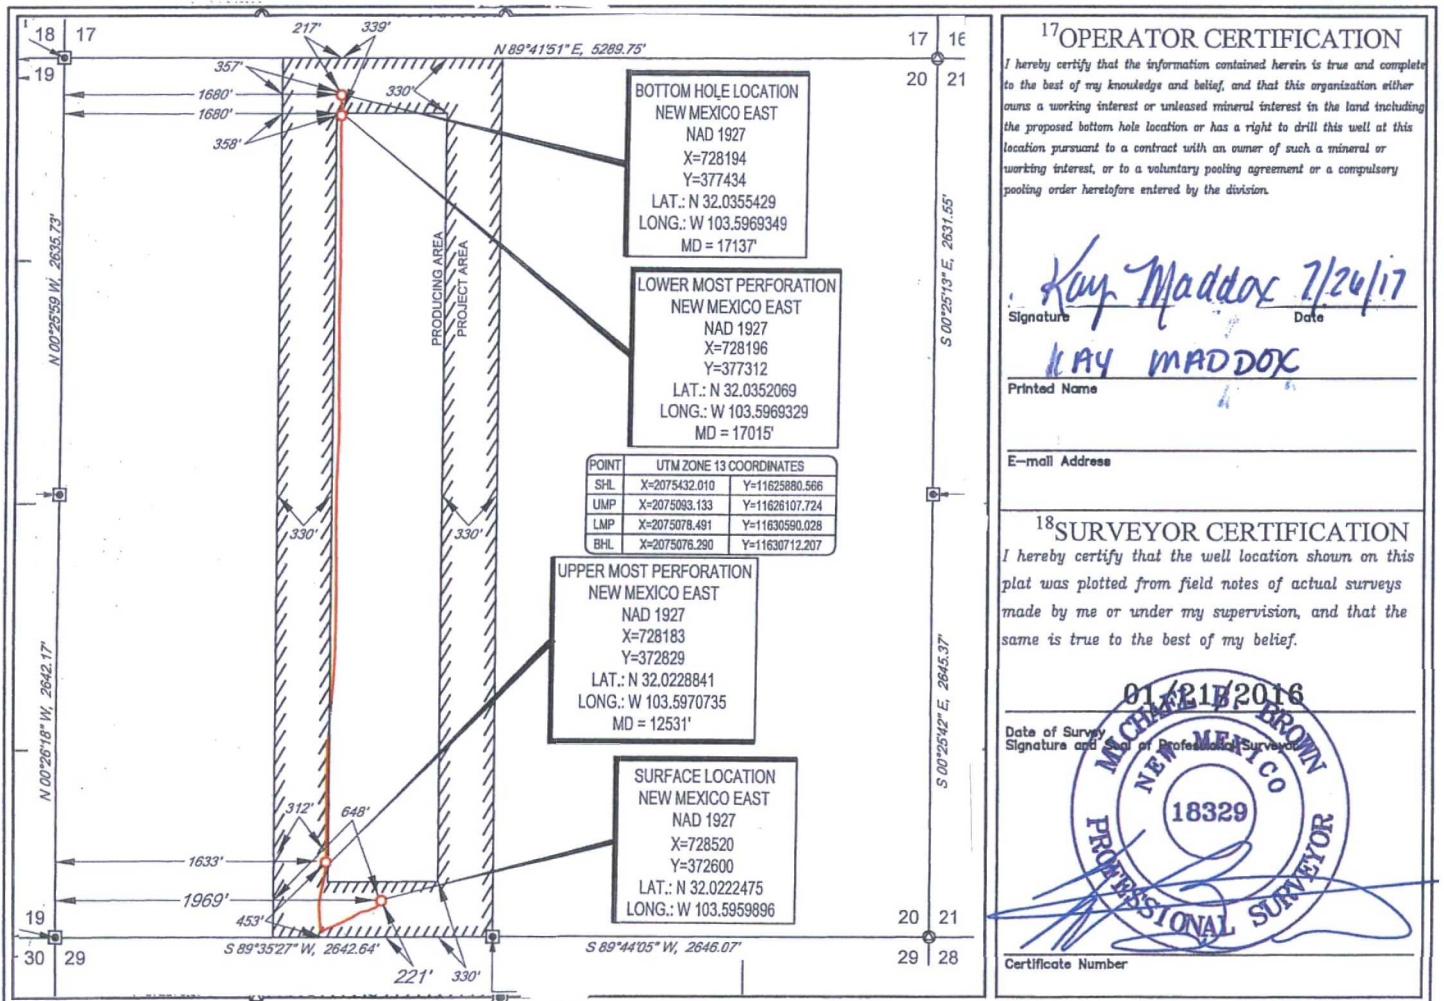 18 17
17 16
19
20 21
217'
339'
N 89°41'51" E, 5289.75'
357'
1680'
330'
1680'
358'
N 00°25'59 W, 2635.73'
S 00°25'13" E, 2631.55'
PRODUCING AREA
PROJECT AREA
BOTTOM HOLE LOCATION
NEW MEXICO EAST
NAD 1927
X=728194
Y=377434
LAT.: N 32.0355429
LONG.: W 103.5969349
MD = 17137'
LOWER MOST PERFORATION
NEW MEXICO EAST
NAD 1927
X=728196
Y=377312
LAT.: N 32.0352069
LONG.: W 103.5969329
MD = 17015'
POINT UTM ZONE 13 COORDINATES
SHL X=2075432.010 Y=11625880.566
UMP X=2075093.133 Y=11626107.724
LMP X=2075078.491 Y=11630590.028
BHL X=2075076.290 Y=11630712.207
330'
330'
UPPER MOST PERFORATION
NEW MEXICO EAST
NAD 1927
X=728183
Y=372829
LAT.: N 32.0228841
LONG.: W 103.5970735
MD = 12531'
N 00°26'18" W, 2642.17'
S 00°25'42" E, 2645.37'
SURFACE LOCATION
NEW MEXICO EAST
NAD 1927
X=728520
Y=372600
LAT.: N 32.0222475
LONG.: W 103.5959896
312'
648'
1633'
1969'
453'
19
20 21
S 89°35'27" W, 2642.64'
S 89°44'05" W, 2646.07'
30 29
29 28
221'
330'
17 OPERATOR CERTIFICATION
I hereby certify that the information contained herein is true and complete
to the best of my knowledge and belief, and that this organization either
owns a working interest or unleased mineral interest in the land including
the proposed bottom hole location or has a right to drill this well at this
location pursuant to a contract with an owner of such a mineral or
working interest, or to a voluntary pooling agreement or a compulsory
pooling order heretofore entered by the division.
Kay Maddox 7/26/17
Signature Date
KAY MADDOX
Printed Name
E-mail Address
18 SURVEYOR CERTIFICATION
I hereby certify that the well location shown on this
plat was plotted from field notes of actual surveys
made by me or under my supervision, and that the
same is true to the best of my belief.
01/21/2016
Date of Survey
Signature and Seal of Professional Surveyor
MICHAEL B. BROWN
NEW MEXICO
18329
PROFESSIONAL SURVEYOR
Certificate Number